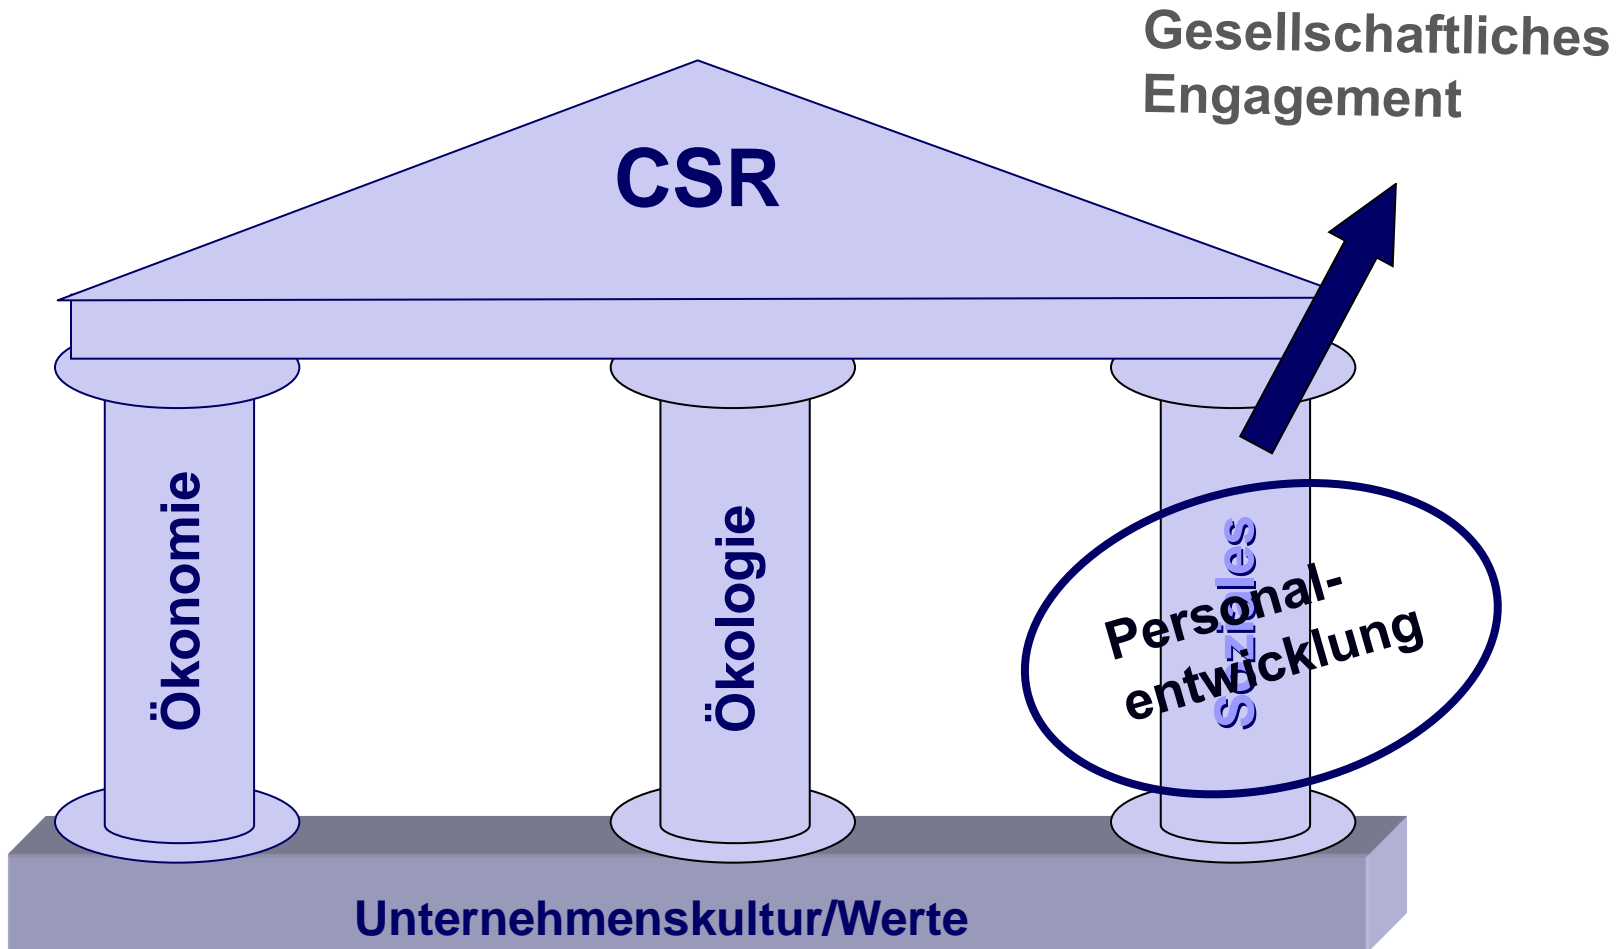 Gesellschaftliches
Engagement
CSR
Ökonomie
Ökologie
Soziales
Personal-
entwicklung
Unternehmenskultur/Werte